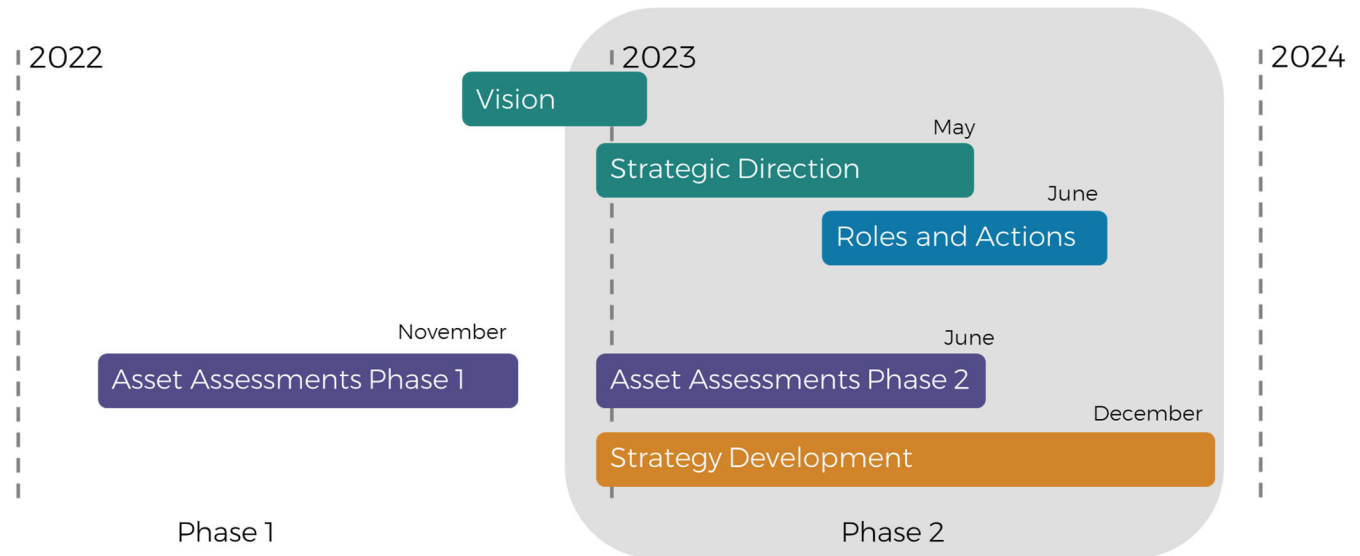 2022
2023
2024
Vision
May
Strategic Direction
June
Roles and Actions
November
Asset Assessments Phase 1
June
Asset Assessments Phase 2
December
Strategy Development
Phase 1
Phase 2